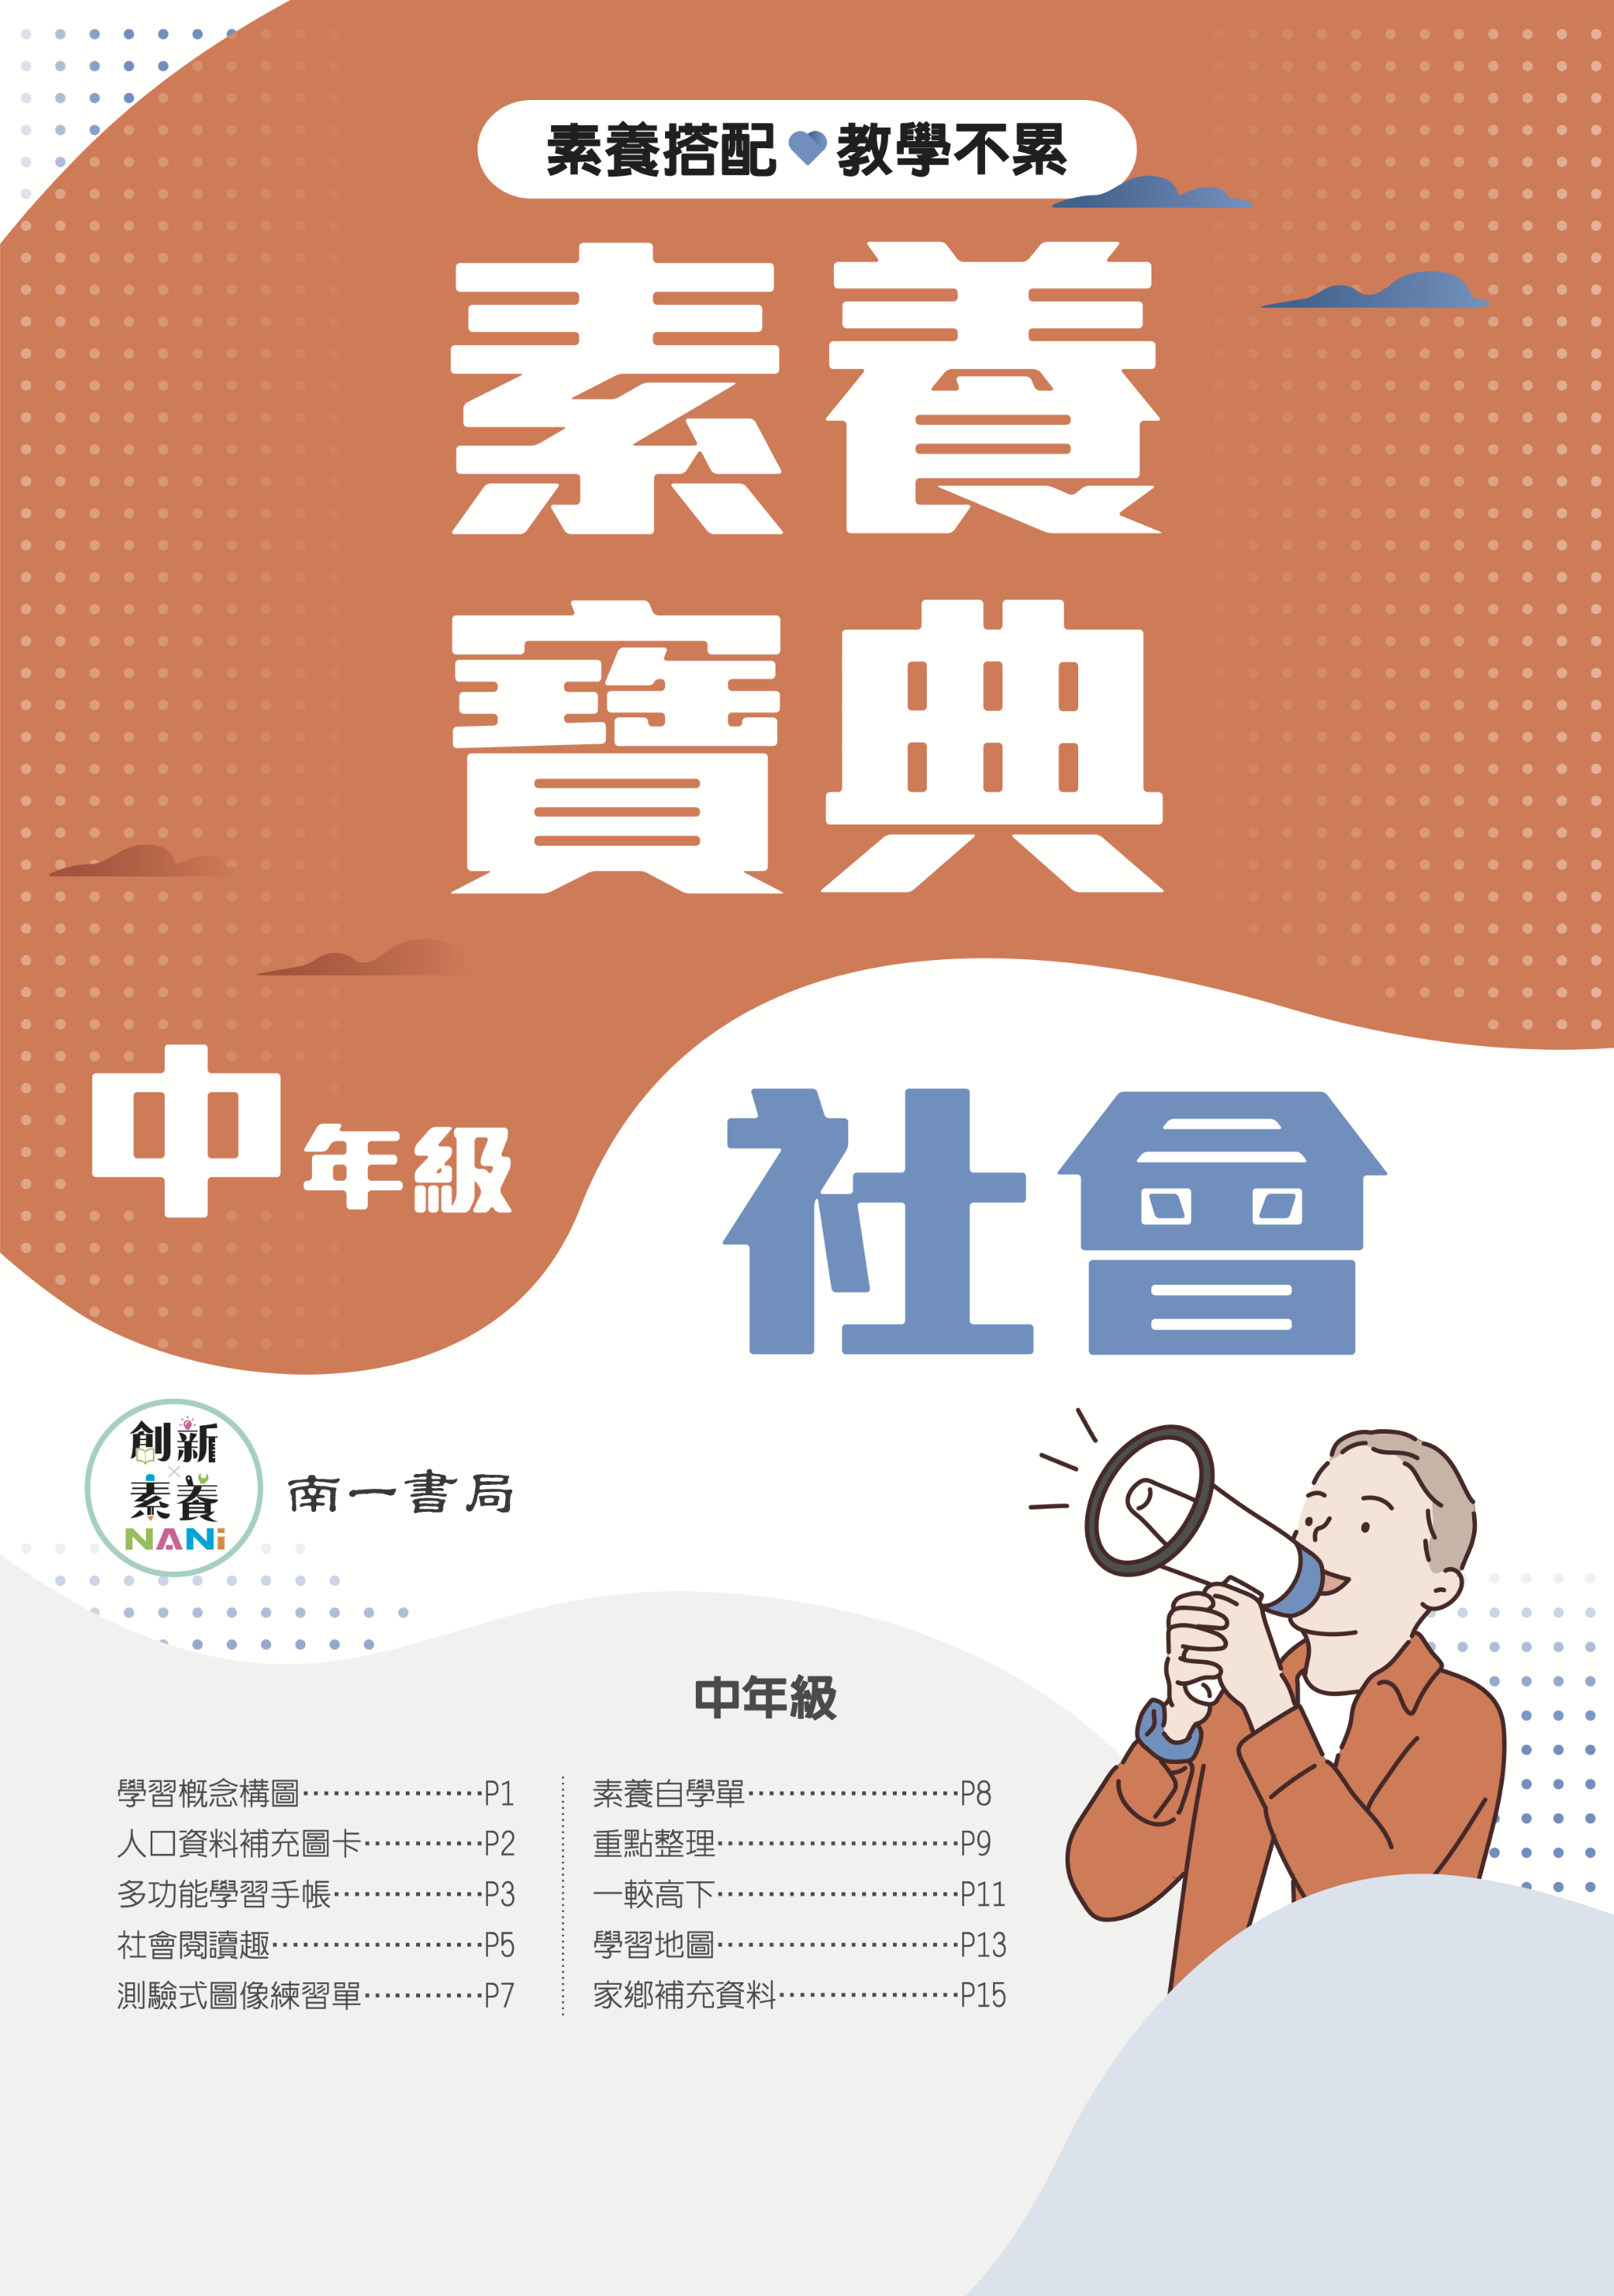 素養搭配 教學不累
素養
寶典
中年級
社會
創新
×
素養
NANi
南一書局
中年級
學習概念構圖⋯⋯⋯⋯⋯⋯P1
人口資料補充圖卡⋯⋯⋯⋯P2
多功能學習手帳⋯⋯⋯⋯⋯P3
社會閱讀趣⋯⋯⋯⋯⋯⋯⋯P5
測驗式圖像練習單⋯⋯⋯⋯P7
素養自學單⋯⋯⋯⋯⋯⋯⋯P8
重點整理⋯⋯⋯⋯⋯⋯⋯⋯P9
一較高下⋯⋯⋯⋯⋯⋯⋯⋯P11
學習地圖⋯⋯⋯⋯⋯⋯⋯⋯P13
家鄉補充資料⋯⋯⋯⋯⋯⋯P15